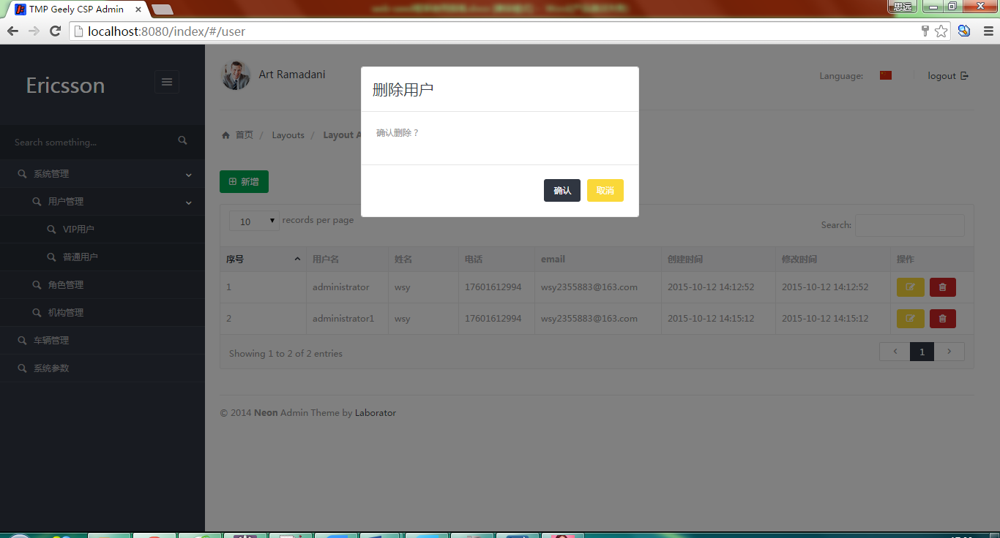 TMP Geely CSP Admin
思远
localhost:8080/index/#/user
Ericsson
Art Ramadani
Language:
logout
删除用户
确认删除？
确认
取消
Search something...
首页 / Layouts / Layout A
系统管理
用户管理
VIP用户
普通用户
角色管理
机构管理
车辆管理
系统参数
新增
10 records per page
Search:
序号 用户名 姓名 电话 email 创建时间 修改时间 操作
1 administrator wsy 17601612994 wsy2355883@163.com 2015-10-12 14:12:52 2015-10-12 14:12:52
2 administrator1 wsy 17601612994 wsy2355883@163.com 2015-10-12 14:15:12 2015-10-12 14:15:12
Showing 1 to 2 of 2 entries
1
© 2014 Neon Admin Theme by Laborator